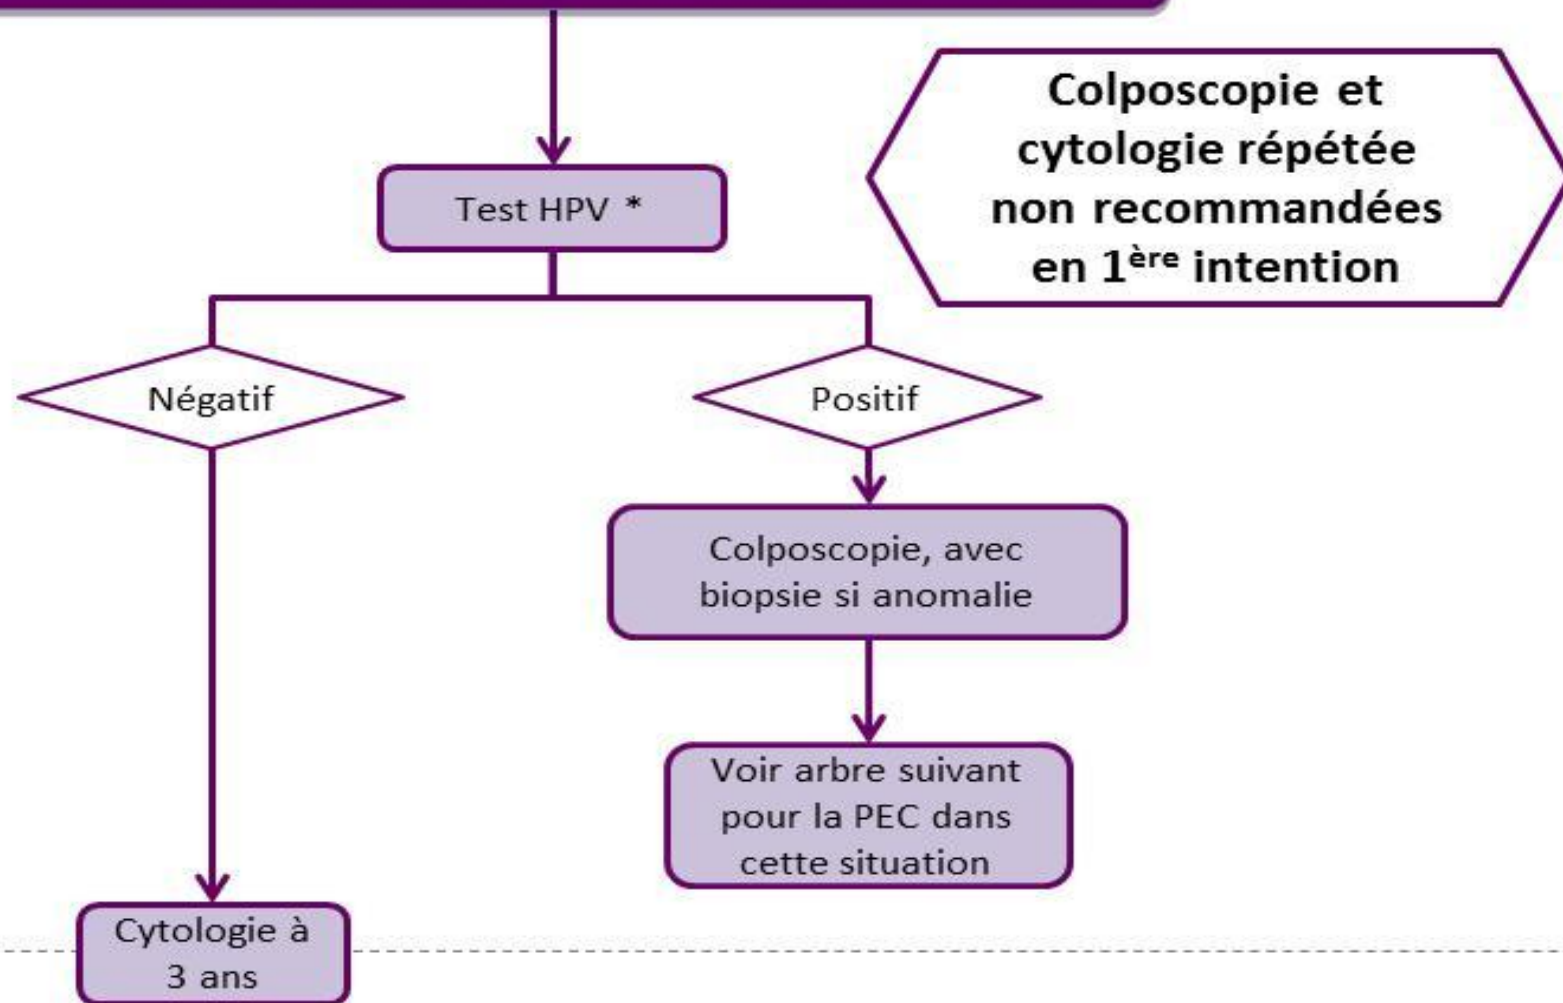 Colposcopie et
cytologie répétée
non recommandées
en 1ère intention
Test HPV *
Négatif
Positif
Colposcopie, avec
biopsie si anomalie
Voir arbre suivant
pour la PEC dans
cette situation
Cytologie à
3 ans